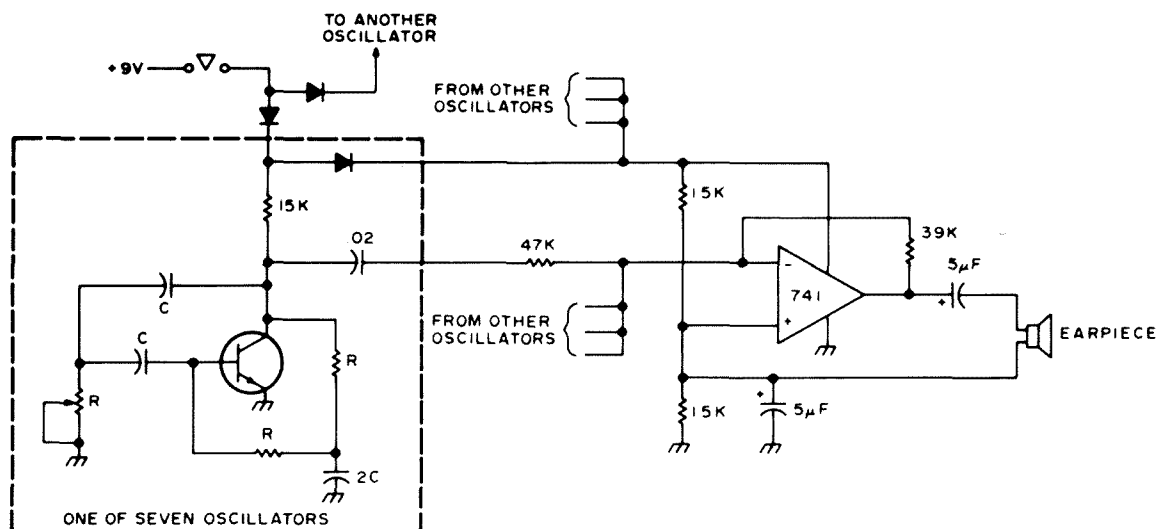 TO ANOTHER
OSCILLATOR
+9V
FROM OTHER
OSCILLATORS
15K
15K
02
47K
39K
C
5µF
-
741
+
+
C
FROM OTHER
OSCILLATORS
EARPIECE
R
R
+
15K
5µF
R
2C
ONE OF SEVEN OSCILLATORS